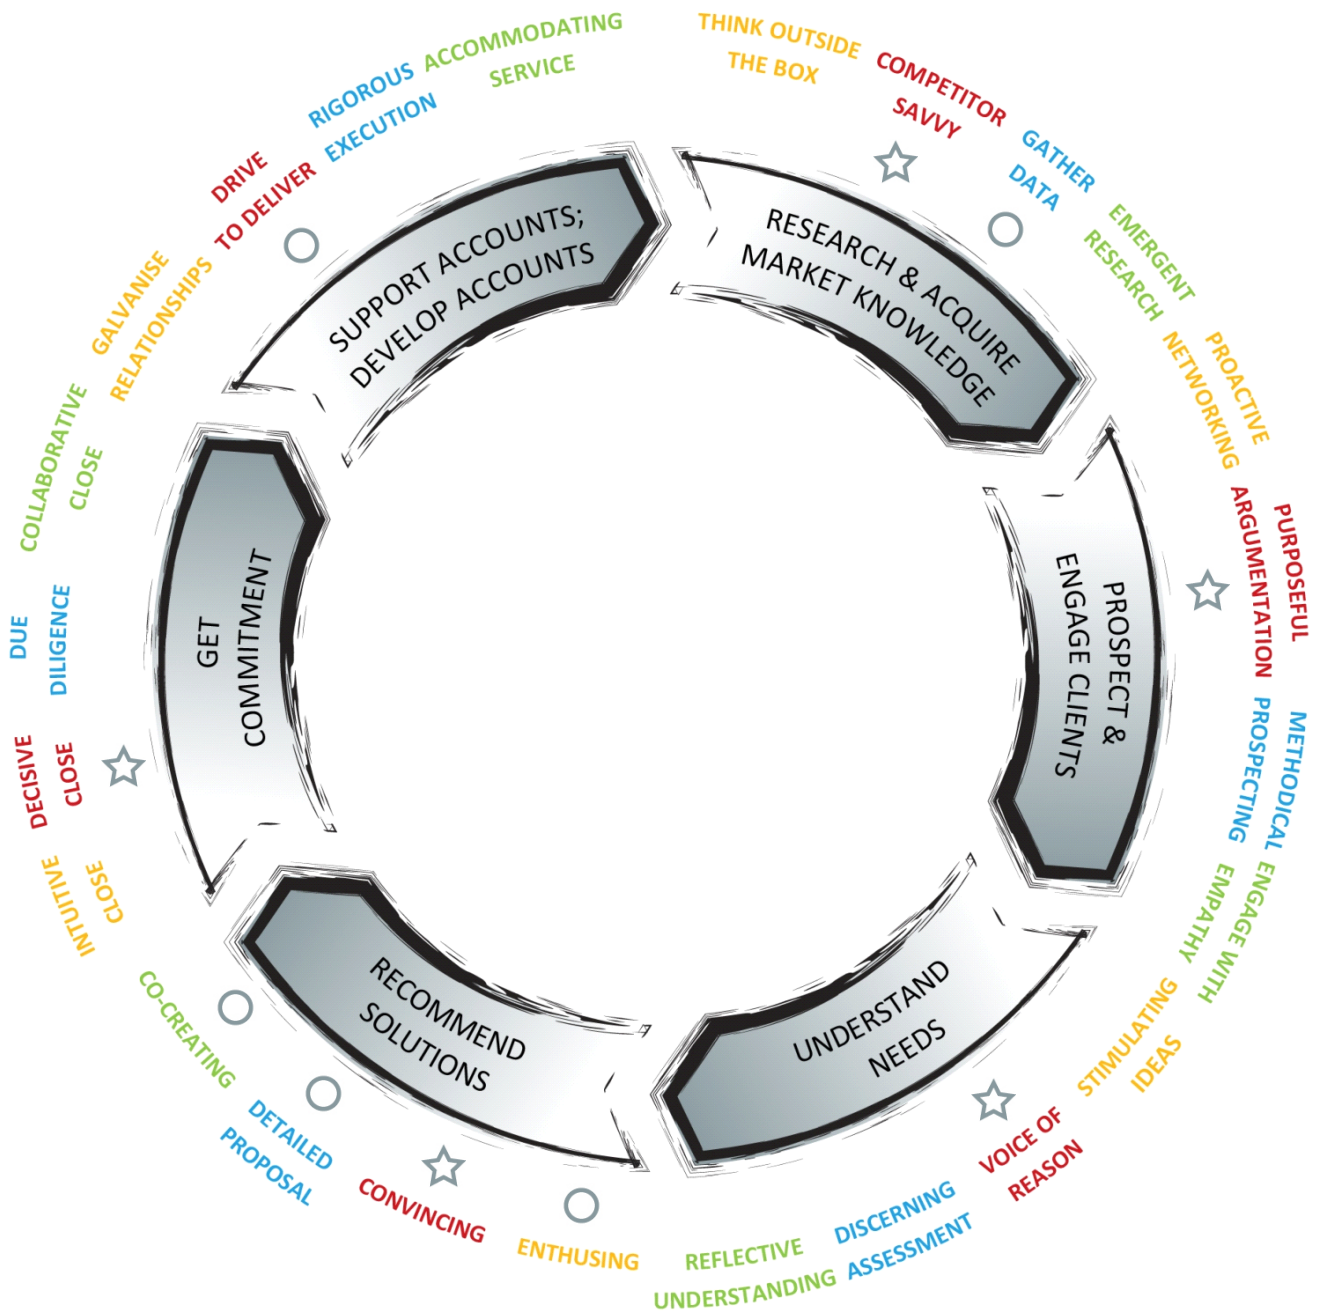 THINK OUTSIDE
THE BOX
COMPETITOR
SAVVY
GATHER
DATA
EMERGENT
RESEARCH
RESEARCH & ACQUIRE
MARKET KNOWLEDGE
PROACTIVE
NETWORKING
PURPOSEFUL
ARGUMENTATION
METHODICAL
PROSPECTING
ENGAGE WITH
EMPATHY
PROSPECT &
ENGAGE CLIENTS
STIMULATING
IDEAS
VOICE OF
REASON
DISCERNING
ASSESSMENT
REFLECTIVE
UNDERSTANDING
UNDERSTAND
NEEDS
ENTHUSING
CONVINCING
DETAILED
PROPOSAL
CO-CREATING
RECOMMEND
SOLUTIONS
INTUITIVE
CLOSE
DECISIVE
CLOSE
DUE
DILIGENCE
COLLABORATIVE
CLOSE
GET
COMMITMENT
GALVANISE
RELATIONSHIPS
DRIVE
TO DELIVER
RIGOROUS
EXECUTION
ACCOMMODATING
SERVICE
SUPPORT ACCOUNTS;
DEVELOP ACCOUNTS